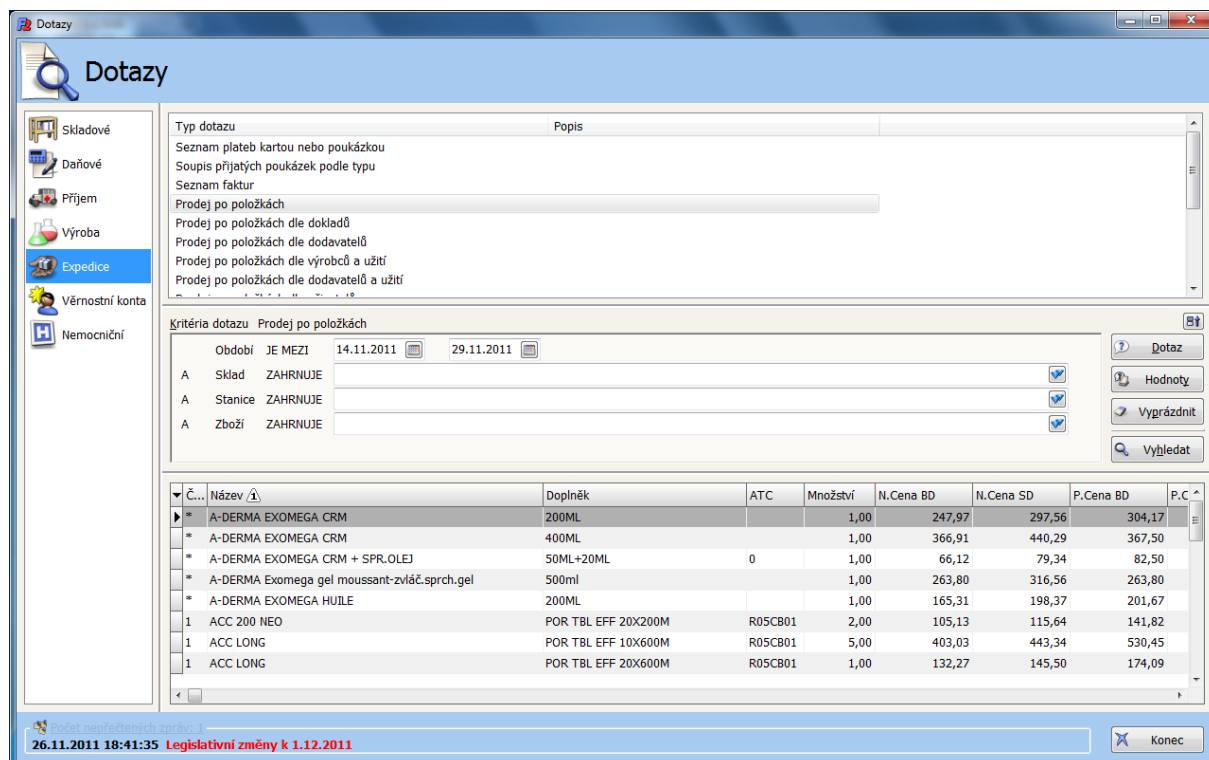 Dotazy
Dotazy
Skladové
Daňové
Příjem
Výroba
Expedice
Věrnostní konta
Nemocniční
Typ dotazu Popis
Seznam plateb kartou nebo poukázkou
Soupis přijatých poukázek podle typu
Seznam faktur
Prodej po položkách
Prodej po položkách dle dokladů
Prodej po položkách dle dodavatelů
Prodej po položkách dle výrobců a užití
Prodej po položkách dle dodavatelů a užití
Kritéria dotazu Prodej po položkách
Období JE MEZI 14.11.2011 29.11.2011
A Sklad ZAHRNUJE
A Stanice ZAHRNUJE
A Zboží ZAHRNUJE
Dotaz
Hodnoty
Vyprázdnit
Vyhledat
Č... Název Doplněk ATC Množství N.Cena BD N.Cena SD P.Cena BD P.C
* A-DERMA EXOMEGA CRM 200ML 1,00 247,97 297,56 304,17
* A-DERMA EXOMEGA CRM 400ML 1,00 366,91 440,29 367,50
* A-DERMA EXOMEGA CRM + SPR.OLEJ 50ML+20ML 0 1,00 66,12 79,34 82,50
* A-DERMA Exomega gel moussant-zvláč.sprch.gel 500ml 1,00 263,80 316,56 263,80
* A-DERMA EXOMEGA HUILE 200ML 1,00 165,31 198,37 201,67
1 ACC 200 NEO POR TBL EFF 20X200M R05CB01 2,00 105,13 115,64 141,82
1 ACC LONG POR TBL EFF 10X600M R05CB01 5,00 403,03 443,34 530,45
1 ACC LONG POR TBL EFF 20X600M R05CB01 1,00 132,27 145,50 174,09
Počet nepřečtených zpráv: 1
26.11.2011 18:41:35 Legislativní změny k 1.12.2011
Konec